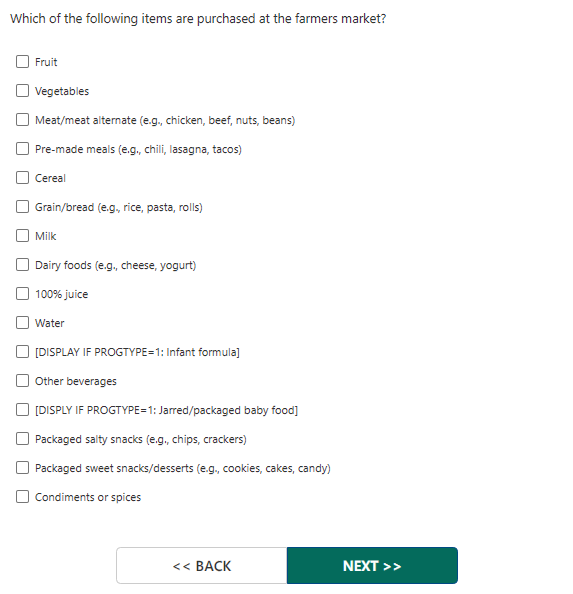 Which of the following items are purchased at the farmers market?
Fruit
Vegetables
Meat/meat alternate (e.g., chicken, beef, nuts, beans)
Pre-made meals (e.g., chili, lasagna, tacos)
Cereal
Grain/bread (e.g., rice, pasta, rolls)
Milk
Dairy foods (e.g., cheese, yogurt)
100% juice
Water
[DISPLAY IF PROGTYPE=1: Infant formula]
Other beverages
[DISPLY IF PROGTYPE=1: Jarred/packaged baby food]
Packaged salty snacks (e.g., chips, crackers)
Packaged sweet snacks/desserts (e.g., cookies, cakes, candy)
Condiments or spices
<< BACK
NEXT >>